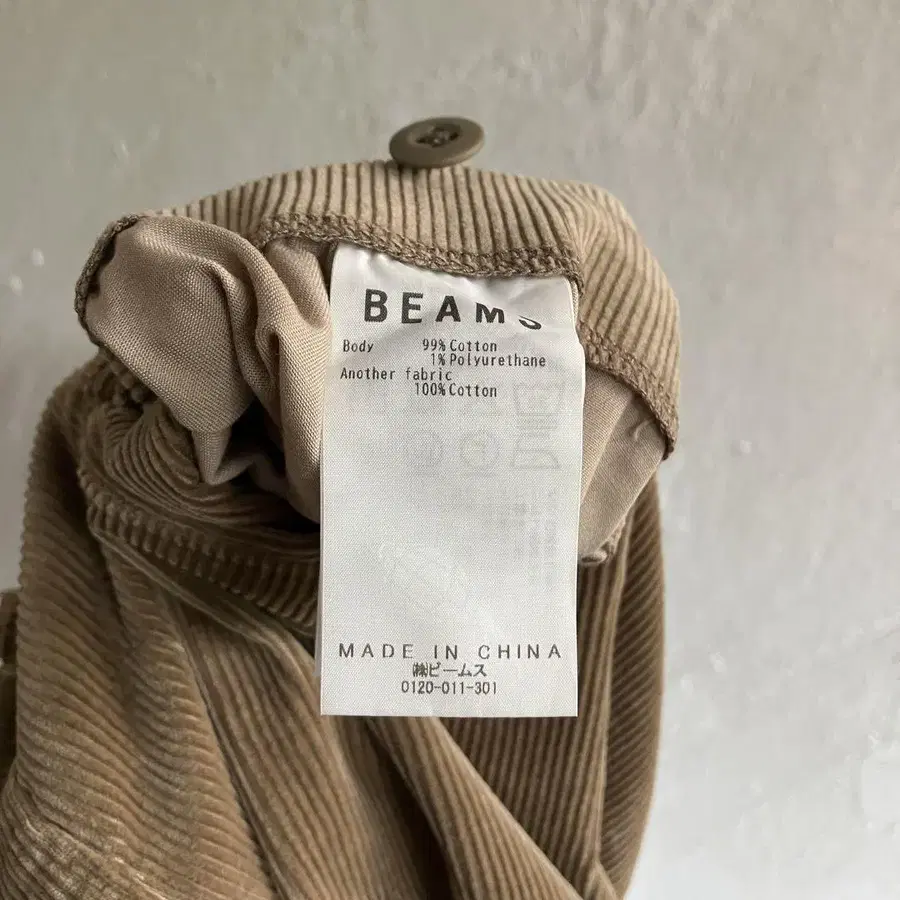 BEAMS
Body 99% Cotton
1% Polyurethane
Another fabric
100% Cotton
MADE IN CHINA
㈱ビームス
0120-011-301